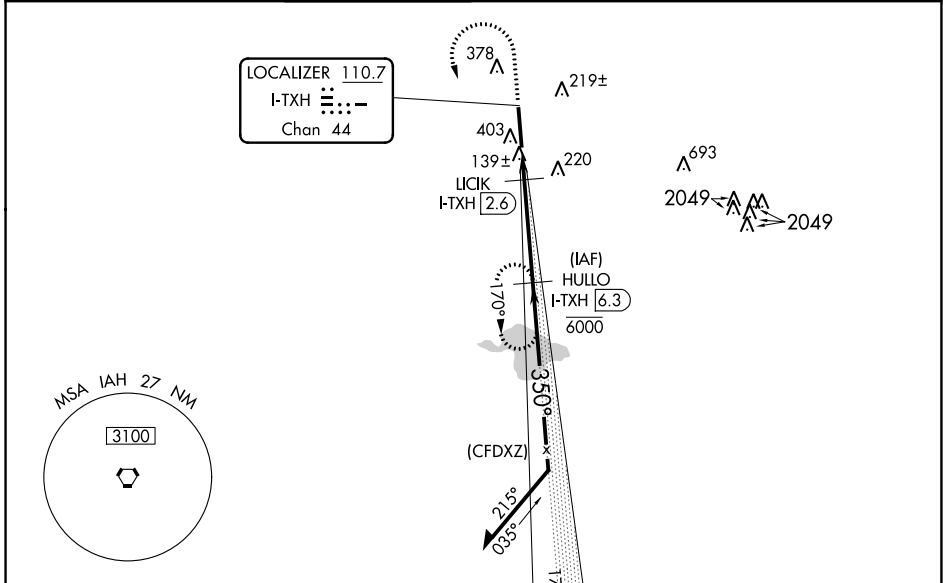 378
219±
LOCALIZER 110.7
I-TXH
Chan 44
403
139±
220
693
LICIK
I-TXH 2.6
2049
2049
(IAF)
HULLO
I-TXH 6.3
6000
170°
350°
MSA IAH 27 NM
3100
(CFDXZ)
215°
035°